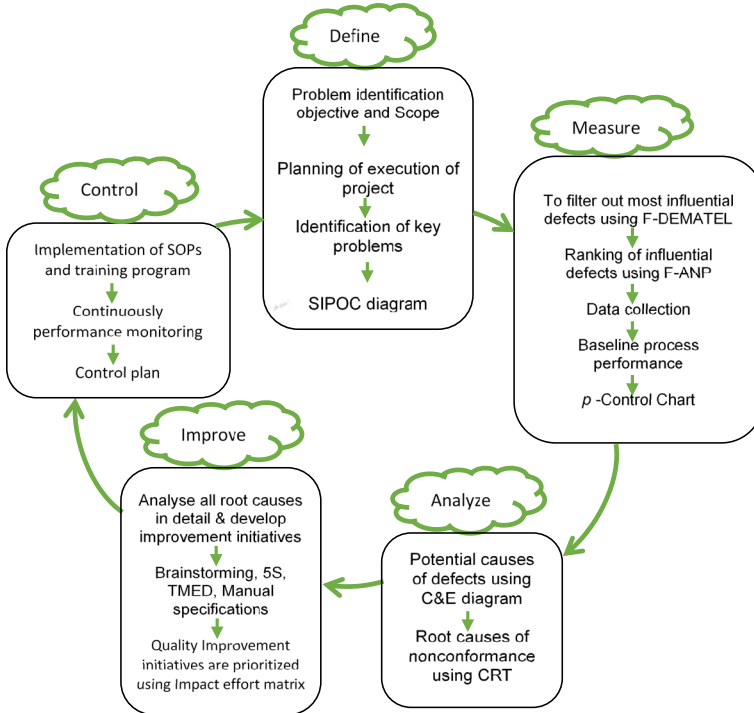 Define
Problem identification
objective and Scope
Planning of execution of
project
Identification of key
problems
SIPOC diagram
Measure
To filter out most influential
defects using F-DEMATEL
Ranking of influential
defects using F-ANP
Data collection
Baseline process
performance
p -Control Chart
Analyze
Potential causes
of defects using
C&E diagram
Root causes of
nonconformance
using CRT
Improve
Analyse all root causes
in detail & develop
improvement initiatives
Brainstorming, 5S,
TMED, Manual
specifications
Quality Improvement
initiatives are prioritized
using Impact effort matrix
Control
Implementation of SOPs
and training program
Continuously
performance monitoring
Control plan